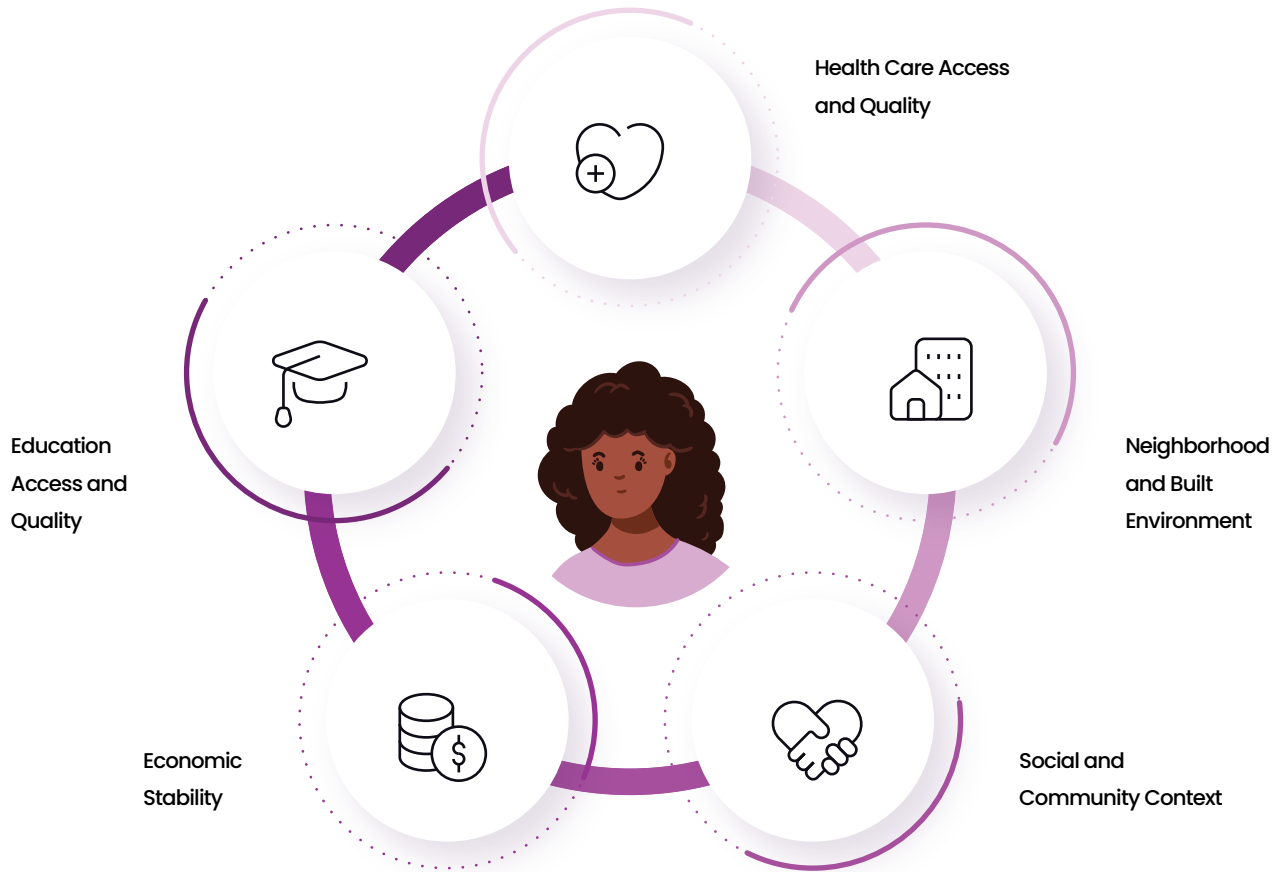 Health Care Access
and Quality
Neighborhood
and Built
Environment
Social and
Community Context
Economic
Stability
Education
Access and
Quality
$